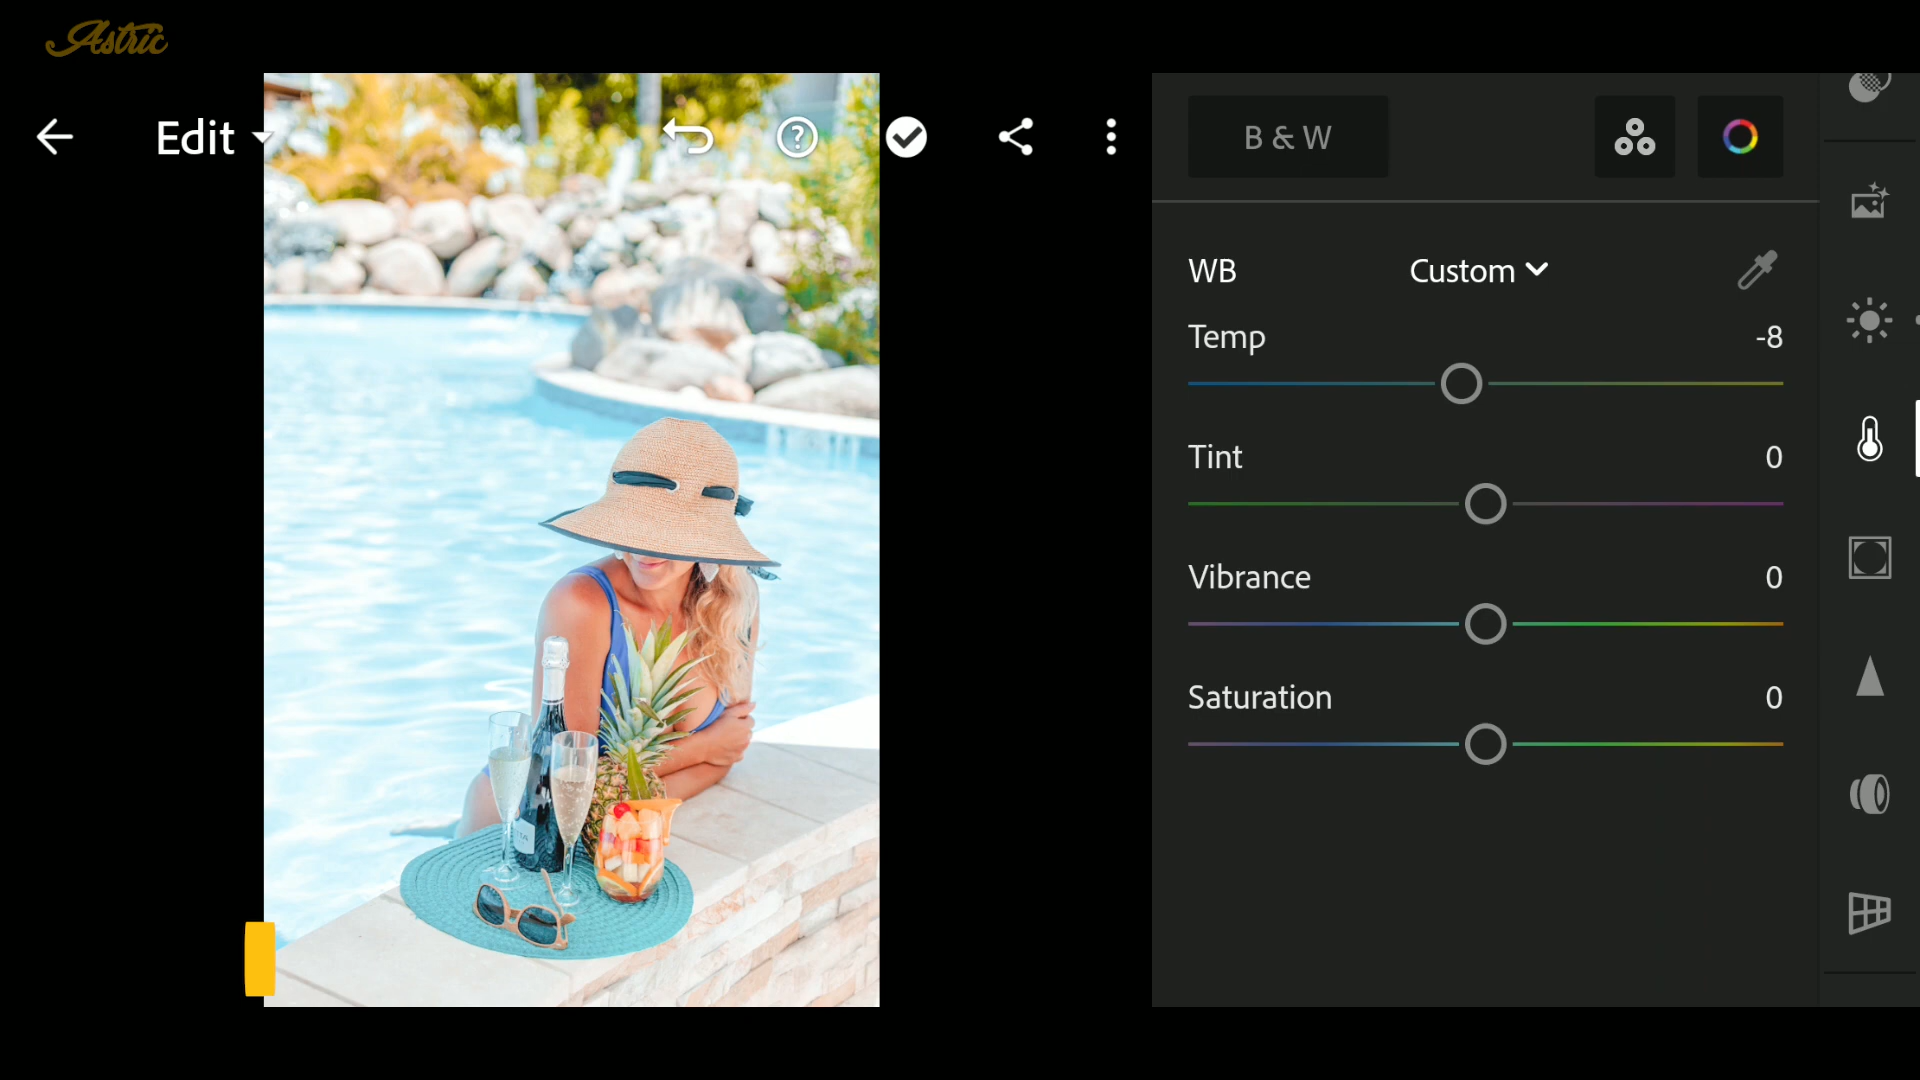 Astric
Edit
B & W
WB Custom
Temp -8
Tint 0
Vibrance 0
Saturation 0